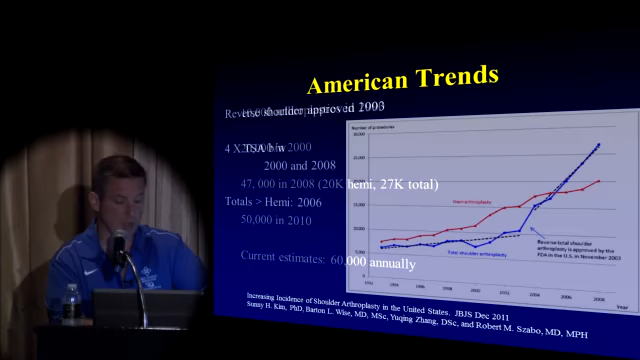 American Trends
Reverse shoulder approved in 2003
4 X TSA b/w
2000 and 2008
47, 000 in 2008 (20K hemi, 27K total)
Totals > Hemi: 2006
50,000 in 2010
Current estimates: 60,000 annually
Number of procedures
Hemiarthroplasty
Total shoulder arthroplasty
Reverse total shoulder
arthroplasty is approved by the
FDA in the U.S. in November 2003
Year
Increasing Incidence of Shoulder Arthroplasty in the United States. JBJS Dec 2011
Sunny H. Kim, PhD, Barton L. Wise, MD, MSc, Yuqing Zhang, DSc, and Robert M. Szabo, MD, MPH